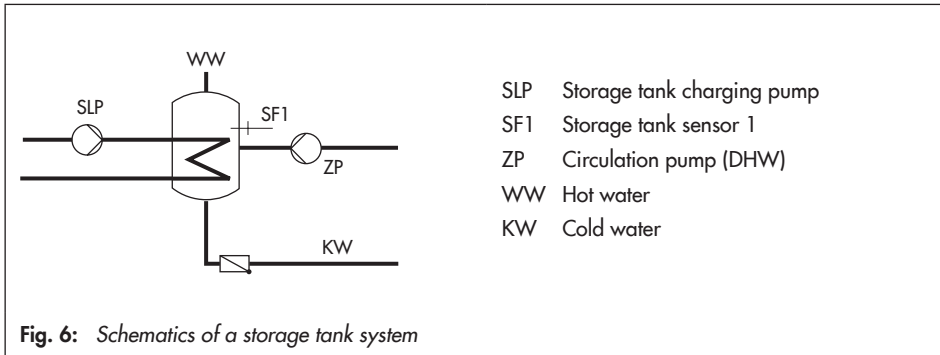 WW
SLP
SF1
ZP
KW
SLP Storage tank charging pump
SF1 Storage tank sensor 1
ZP Circulation pump (DHW)
WW Hot water
KW Cold water
Fig. 6: Schematics of a storage tank system